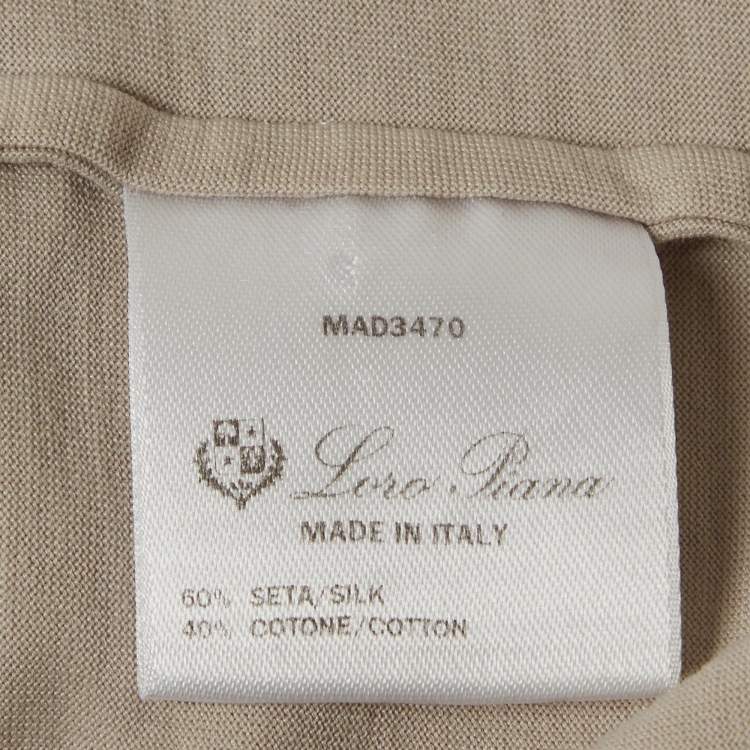 MAD3470
Loro Piana
MADE IN ITALY
60% SETA/SILK
40% COTONE/COTTON